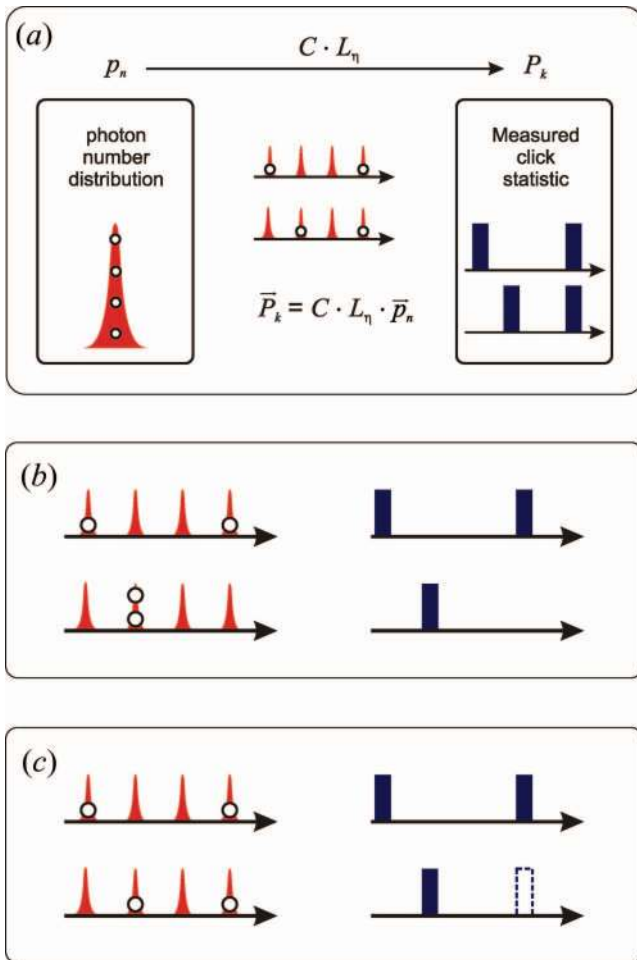 (a)
C · L_η
p_n
P_k
photon
number
distribution
Measured
click
statistic
P⃗_k = C · L_η · p⃗_n
(b)
(c)